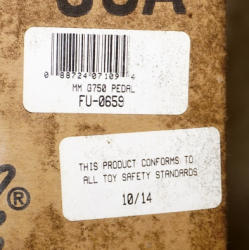 USA
0 88724 07109 4
MM G750 PEDAL
FU-0659
THIS PRODUCT CONFORMS TO
ALL TOY SAFETY STANDARDS
10/14
®